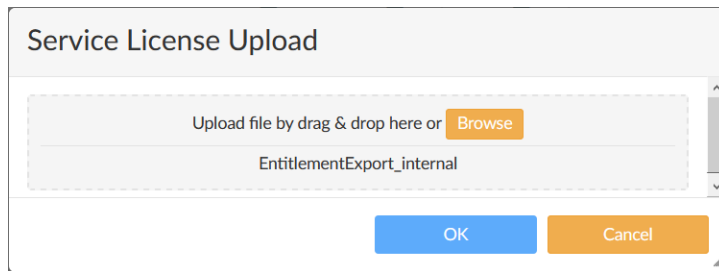 Service License Upload
Upload file by drag & drop here or Browse
EntitlementExport_internal
OK Cancel